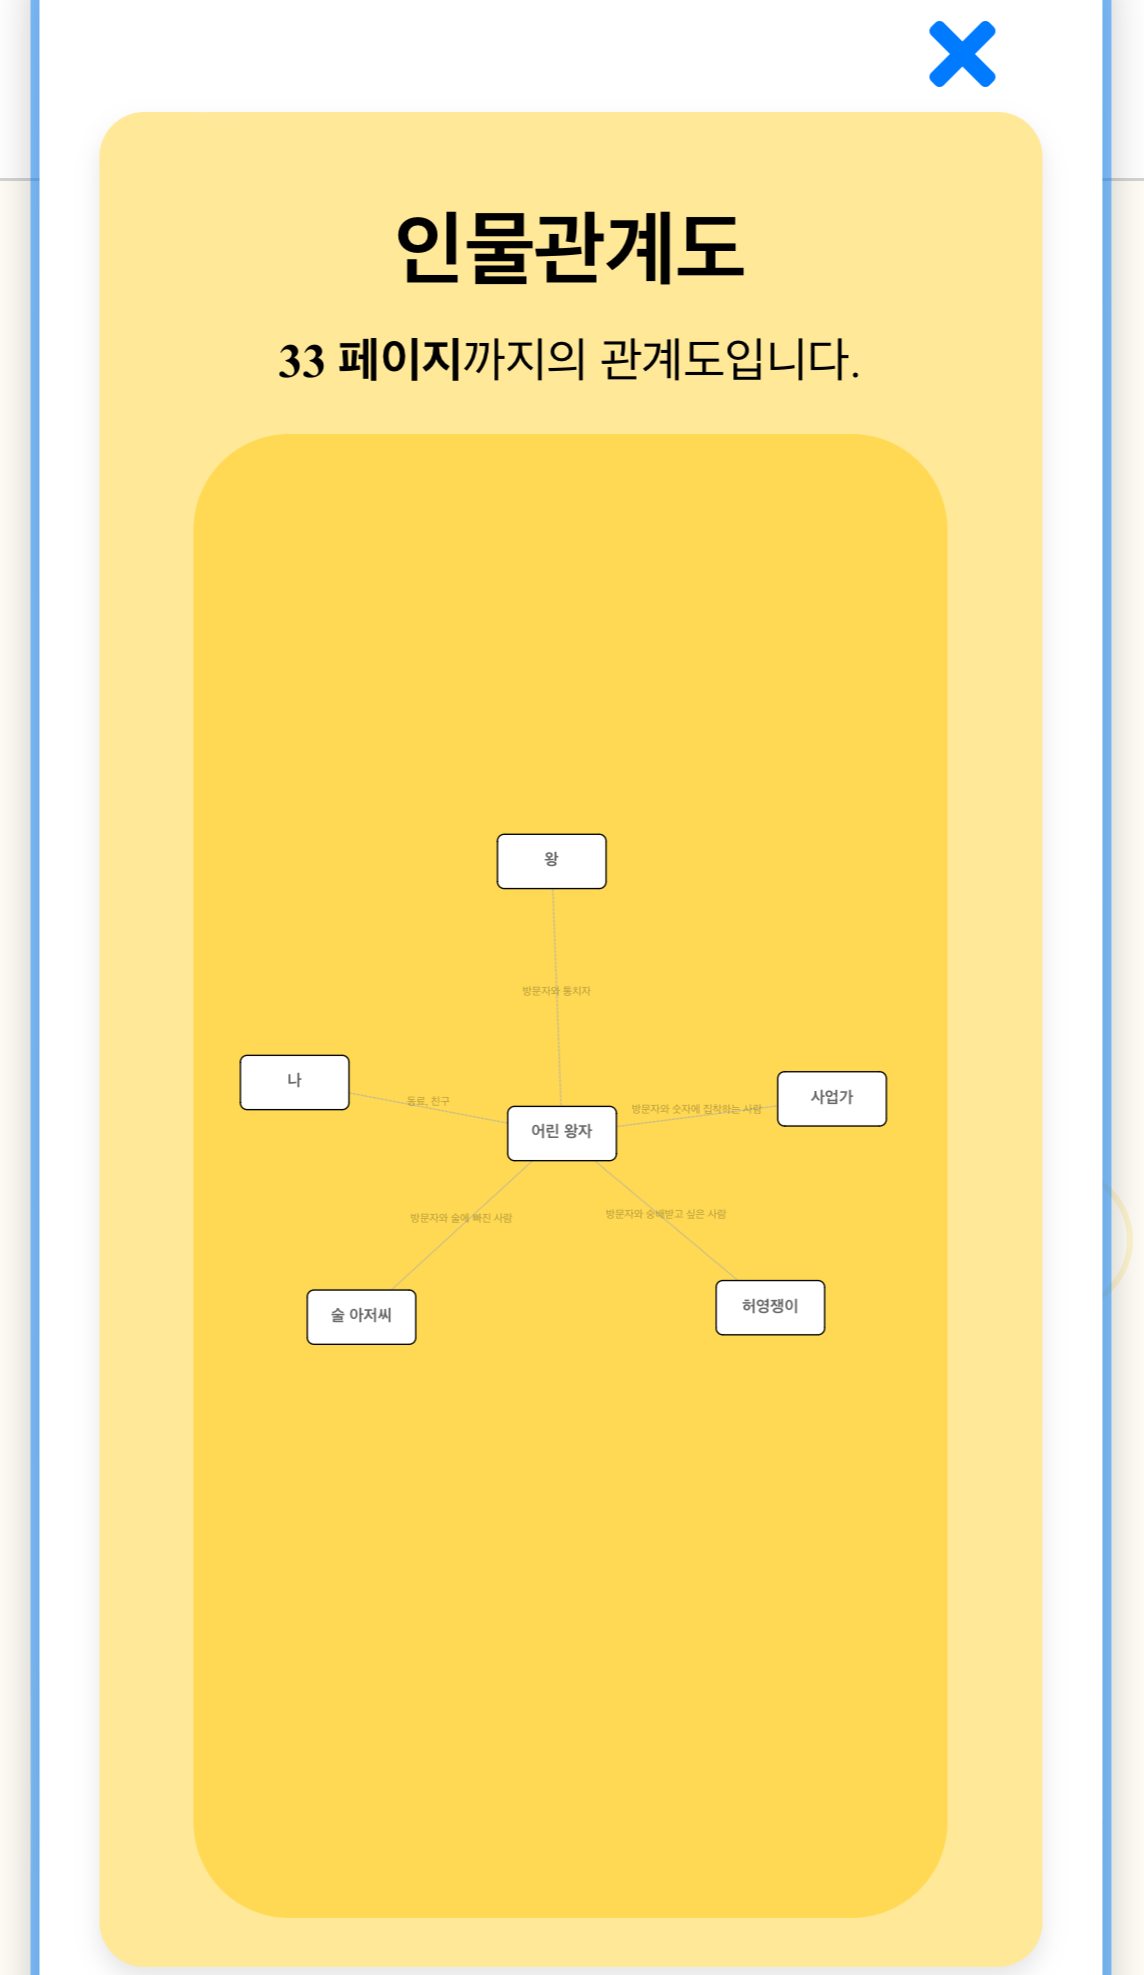 인물관계도
33 페이지까지의 관계도입니다.
왕
방문자와 통치자
나
동료, 친구
어린 왕자
방문자와 숫자에 집착하는 사람
사업가
방문자와 술에 빠진 사람
방문자와 숭배받고 싶은 사람
술 아저씨
허영쟁이